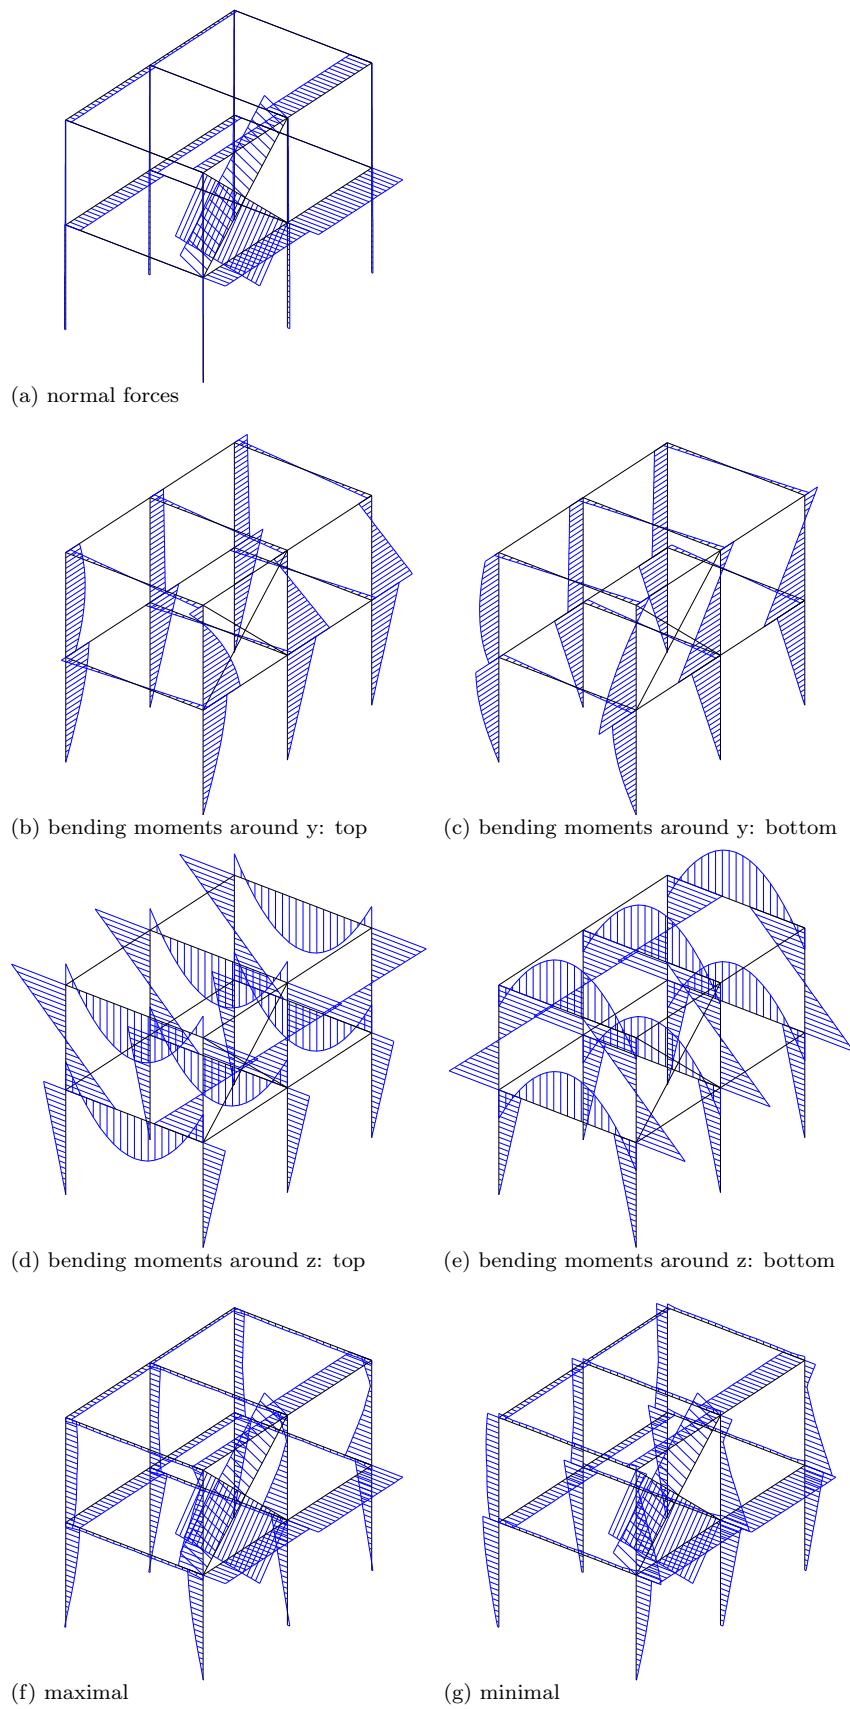 (a) normal forces
(b) bending moments around y: top
(c) bending moments around y: bottom
(d) bending moments around z: top
(e) bending moments around z: bottom
(f) maximal
(g) minimal